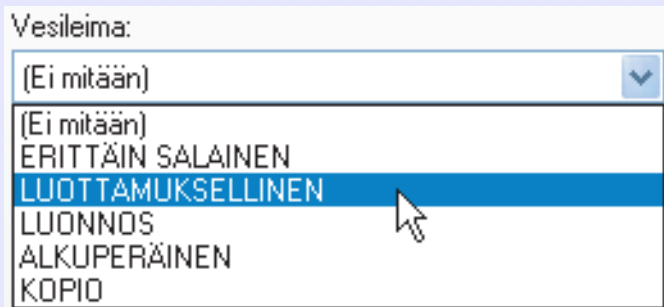 Vesileima:
(Ei mitään)
(Ei mitään)
ERITTÄIN SALAINEN
LUOTTAMUKSELLINEN
LUONNOS
ALKUPERÄINEN
KOPIO